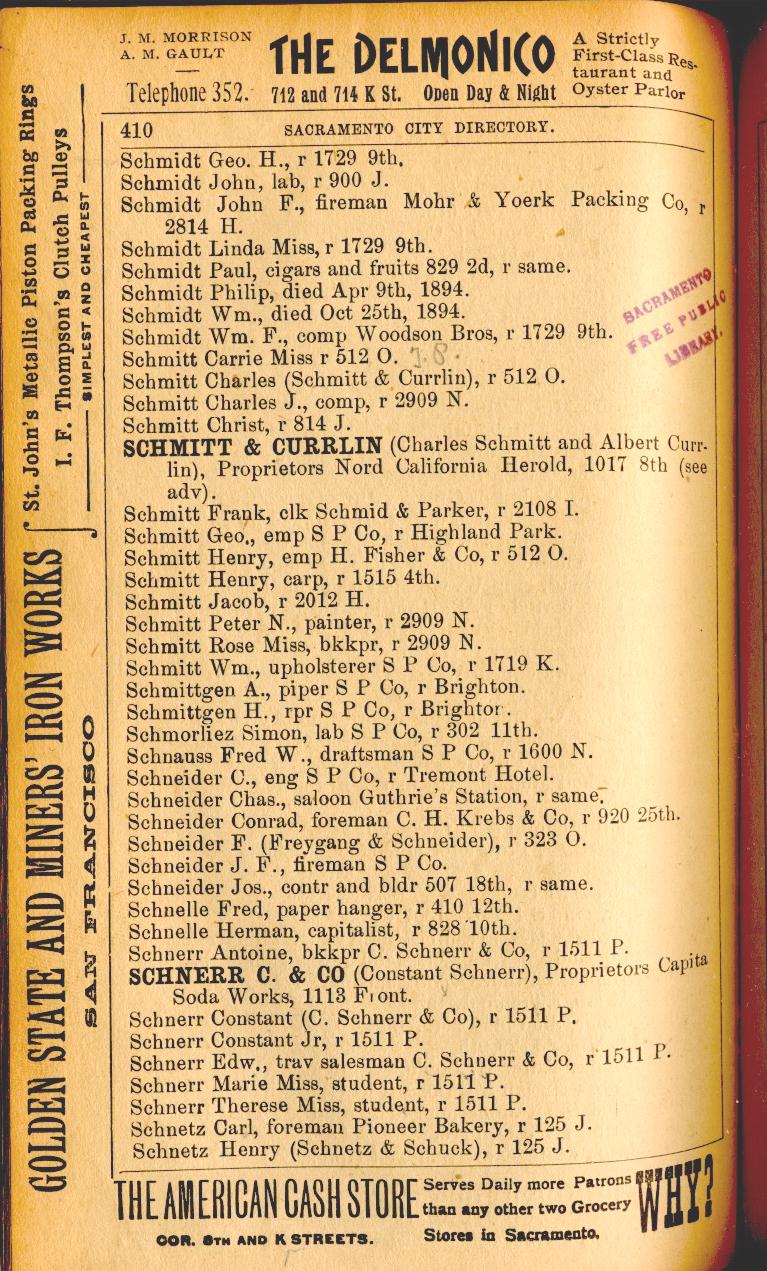 J. M. MORRISON
A. M. GAULT
THE DELMONICO
A Strictly
First-Class Res-
taurant and
Oyster Parlor
Telephone 352. 712 and 714 K St. Open Day & Night
410 SACRAMENTO CITY DIRECTORY.
Schmidt Geo. H., r 1729 9th.
Schmidt John, lab, r 900 J.
Schmidt John F., fireman Mohr & Yoerk Packing Co, r
2814 H.
Schmidt Linda Miss, r 1729 9th.
Schmidt Paul, cigars and fruits 829 2d, r same.
Schmidt Philip, died Apr 9th, 1894.
Schmidt Wm., died Oct 25th, 1894.
Schmidt Wm. F., comp Woodson Bros, r 1729 9th.
Schmitt Carrie Miss r 512 O.
Schmitt Charles (Schmitt & Currlin), r 512 O.
Schmitt Charles J., comp, r 2909 N.
Schmitt Christ, r 814 J.
SCHMITT & CURRLIN (Charles Schmitt and Albert Curr-
lin), Proprietors Nord California Herold, 1017 8th (see
adv).
Schmitt Frank, clk Schmid & Parker, r 2108 I.
Schmitt Geo., emp S P Co, r Highland Park.
Schmitt Henry, emp H. Fisher & Co, r 512 O.
Schmitt Henry, carp, r 1515 4th.
Schmitt Jacob, r 2012 H.
Schmitt Peter N., painter, r 2909 N.
Schmitt Rose Miss, bkkpr, r 2909 N.
Schmitt Wm., upholsterer S P Co, r 1719 K.
Schmittgen A., piper S P Co, r Brighton.
Schmittgen H., rpr S P Co, r Brighton.
Schmorliez Simon, lab S P Co, r 302 11th.
Schnauss Fred W., draftsman S P Co, r 1600 N.
Schneider C., eng S P Co, r Tremont Hotel.
Schneider Chas., saloon Guthrie's Station, r same.
Schneider Conrad, foreman C. H. Krebs & Co, r 920 25th.
Schneider F. (Freygang & Schneider), r 323 O.
Schneider J. F., fireman S P Co.
Schneider Jos., contr and bldr 507 18th, r same.
Schnelle Fred, paper hanger, r 410 12th.
Schnelle Herman, capitalist, r 828 10th.
Schnerr Antoine, bkkpr C. Schnerr & Co, r 1511 P.
SCHNERR C. & CO (Constant Schnerr), Proprietors Capita
Soda Works, 1113 Front.
Schnerr Constant (C. Schnerr & Co), r 1511 P.
Schnerr Constant Jr, r 1511 P.
Schnerr Edw., trav salesman C. Schnerr & Co, r 1511 P.
Schnerr Marie Miss, student, r 1511 P.
Schnerr Therese Miss, student, r 1511 P.
Schnetz Carl, foreman Pioneer Bakery, r 125 J.
Schnetz Henry (Schnetz & Schuck), r 125 J.
SACRAMENTO
FREE PUBLIC
LIBRARY.
GOLDEN STATE AND MINERS' IRON WORKS
SAN FRANCISCO
St. John's Metallic Piston Packing Rings
I. F. Thompson's Clutch Pulleys
SIMPLEST AND CHEAPEST
THE AMERICAN CASH STORE
COR. 8TH AND K STREETS.
Serves Daily more Patrons
than any other two Grocery
Stores in Sacramento.
WHY?